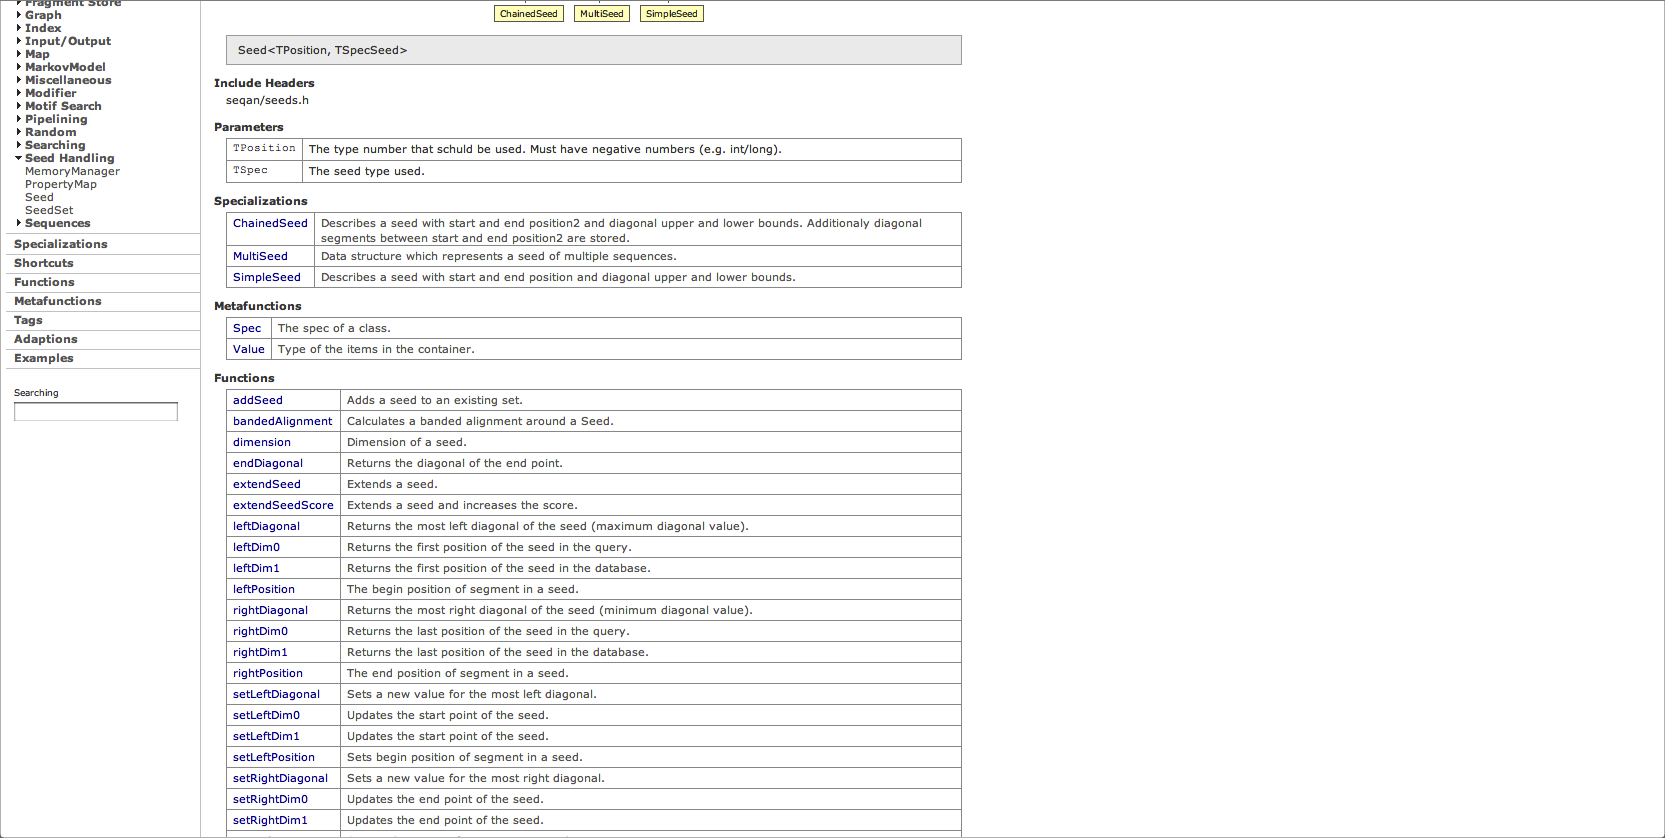 Fragment Store
Graph
Index
Input/Output
Map
MarkovModel
Miscellaneous
Modifier
Motif Search
Pipelining
Random
Searching
Seed Handling
MemoryManager
PropertyMap
Seed
SeedSet
Sequences
Specializations
Shortcuts
Functions
Metafunctions
Tags
Adaptions
Examples
Searching
ChainedSeed MultiSeed SimpleSeed
Seed<TPosition, TSpecSeed>
Include Headers
seqan/seeds.h
Parameters
TPosition The type number that schuld be used. Must have negative numbers (e.g. int/long).
TSpec The seed type used.
Specializations
ChainedSeed Describes a seed with start and end position2 and diagonal upper and lower bounds. Additionaly diagonal
segments between start and end position2 are stored.
MultiSeed Data structure which represents a seed of multiple sequences.
SimpleSeed Describes a seed with start and end position and diagonal upper and lower bounds.
Metafunctions
Spec The spec of a class.
Value Type of the items in the container.
Functions
addSeed Adds a seed to an existing set.
bandedAlignment Calculates a banded alignment around a Seed.
dimension Dimension of a seed.
endDiagonal Returns the diagonal of the end point.
extendSeed Extends a seed.
extendSeedScore Extends a seed and increases the score.
leftDiagonal Returns the most left diagonal of the seed (maximum diagonal value).
leftDim0 Returns the first position of the seed in the query.
leftDim1 Returns the first position of the seed in the database.
leftPosition The begin position of segment in a seed.
rightDiagonal Returns the most right diagonal of the seed (minimum diagonal value).
rightDim0 Returns the last position of the seed in the query.
rightDim1 Returns the last position of the seed in the database.
rightPosition The end position of segment in a seed.
setLeftDiagonal Sets a new value for the most left diagonal.
setLeftDim0 Updates the start point of the seed.
setLeftDim1 Updates the start point of the seed.
setLeftPosition Sets begin position of segment in a seed.
setRightDiagonal Sets a new value for the most right diagonal.
setRightDim0 Updates the end point of the seed.
setRightDim1 Updates the end point of the seed.